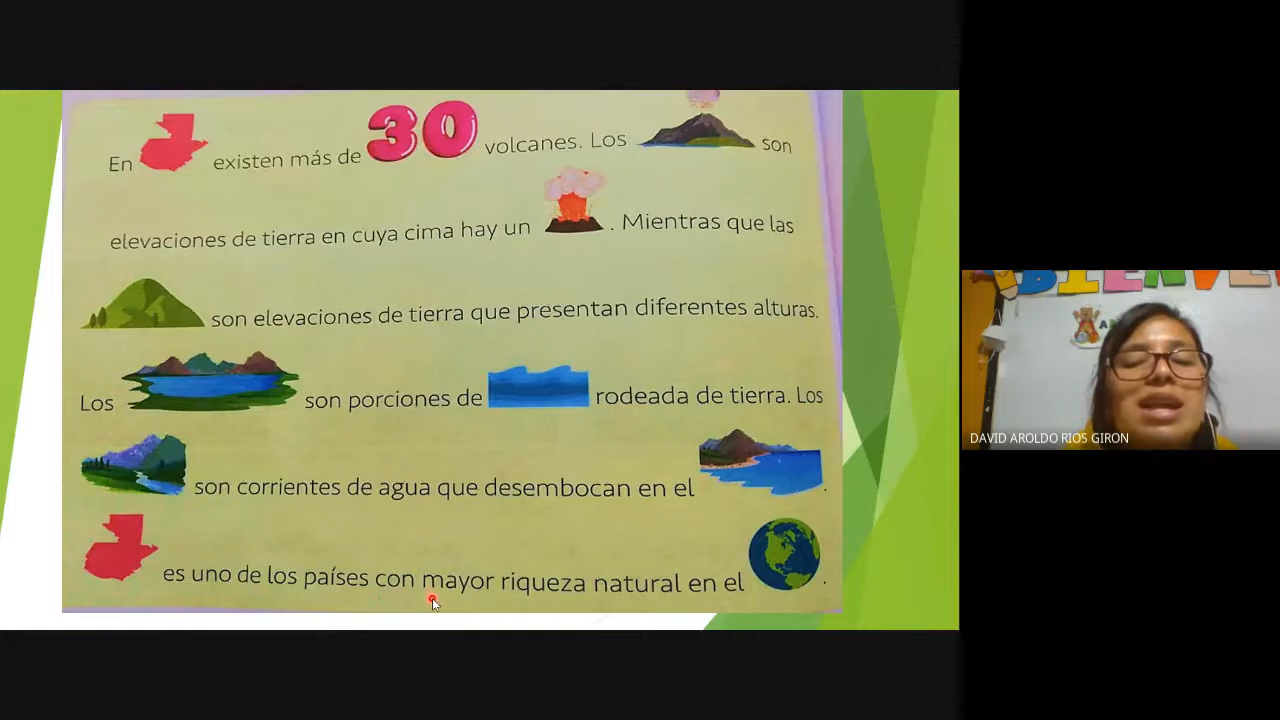 En existen más de 30 volcanes. Los son
elevaciones de tierra en cuya cima hay un . Mientras que las
son elevaciones de tierra que presentan diferentes alturas.
Los son porciones de rodeada de tierra. Los
son corrientes de agua que desembocan en el .
es uno de los países con mayor riqueza natural en el .
DAVID AROLDO RIOS GIRON